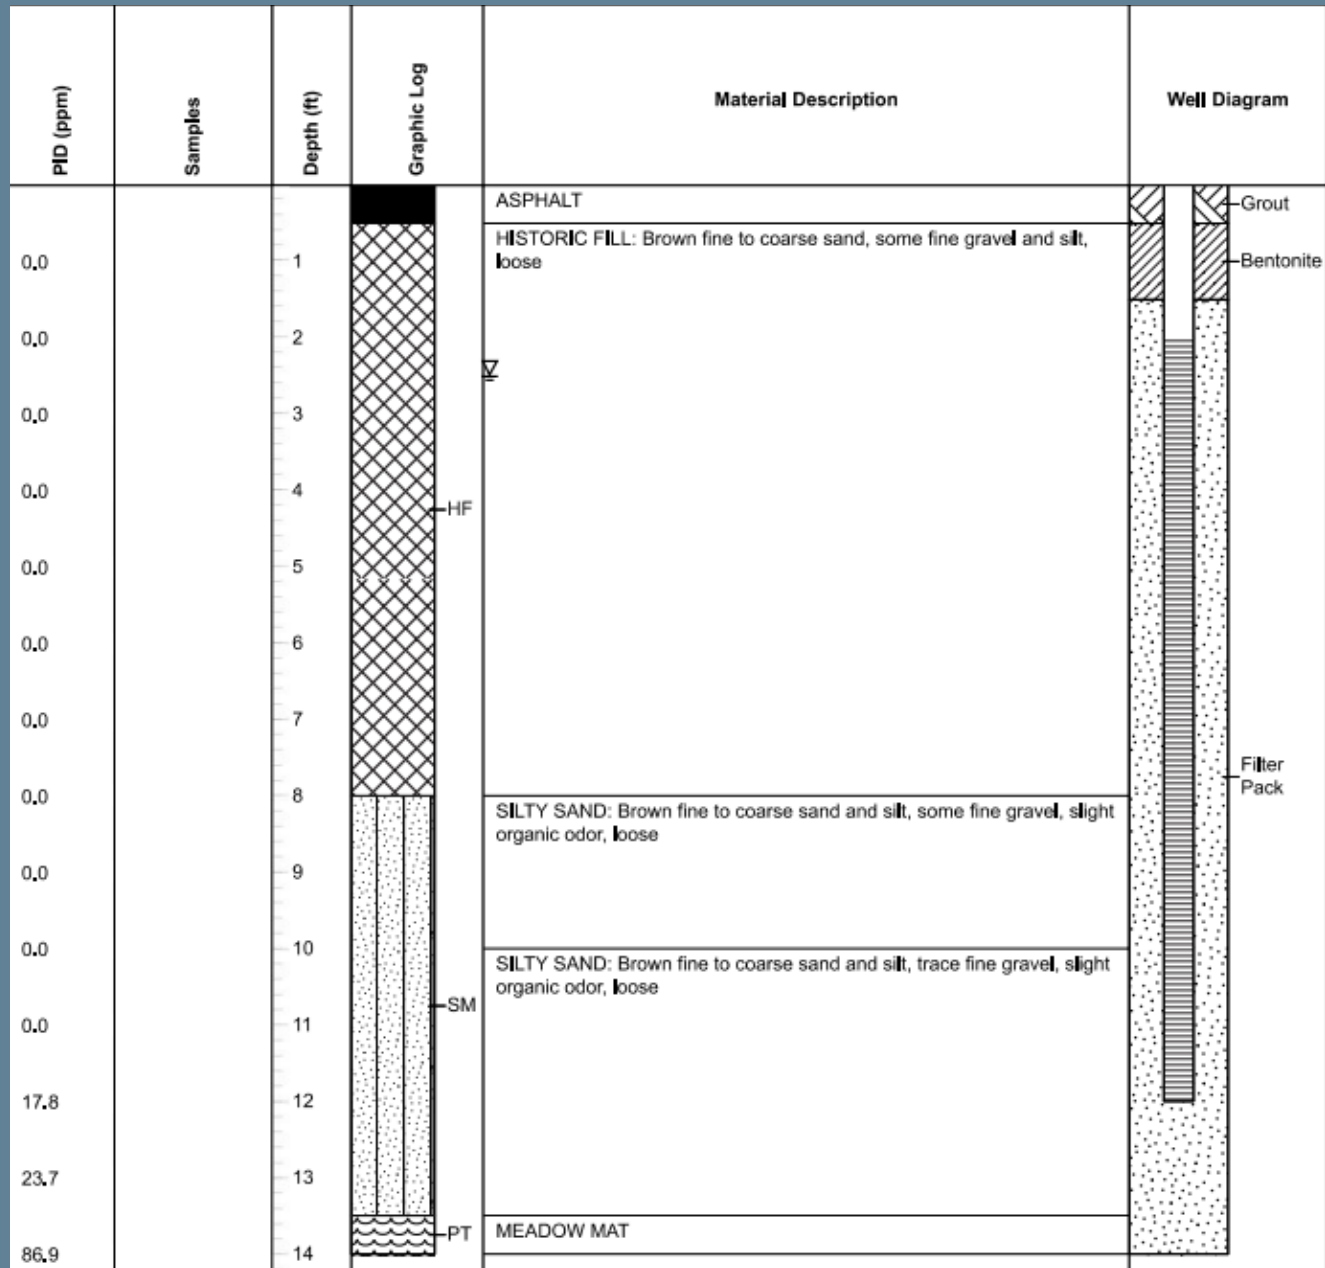 PID (ppm)
Samples
Depth (ft)
Graphic Log
Material Description
Well Diagram
ASPHALT
Grout
HISTORIC FILL: Brown fine to coarse sand, some fine gravel and silt,
loose
0.0
1
Bentonite
0.0
2
0.0
3
0.0
4
HF
0.0
5
0.0
6
0.0
7
Filter
Pack
0.0
8
SILTY SAND: Brown fine to coarse sand and silt, some fine gravel, slight
organic odor, loose
0.0
9
0.0
10
SILTY SAND: Brown fine to coarse sand and silt, trace fine gravel, slight
organic odor, loose
SM
0.0
11
17.8
12
23.7
13
PT
MEADOW MAT
86.9
14